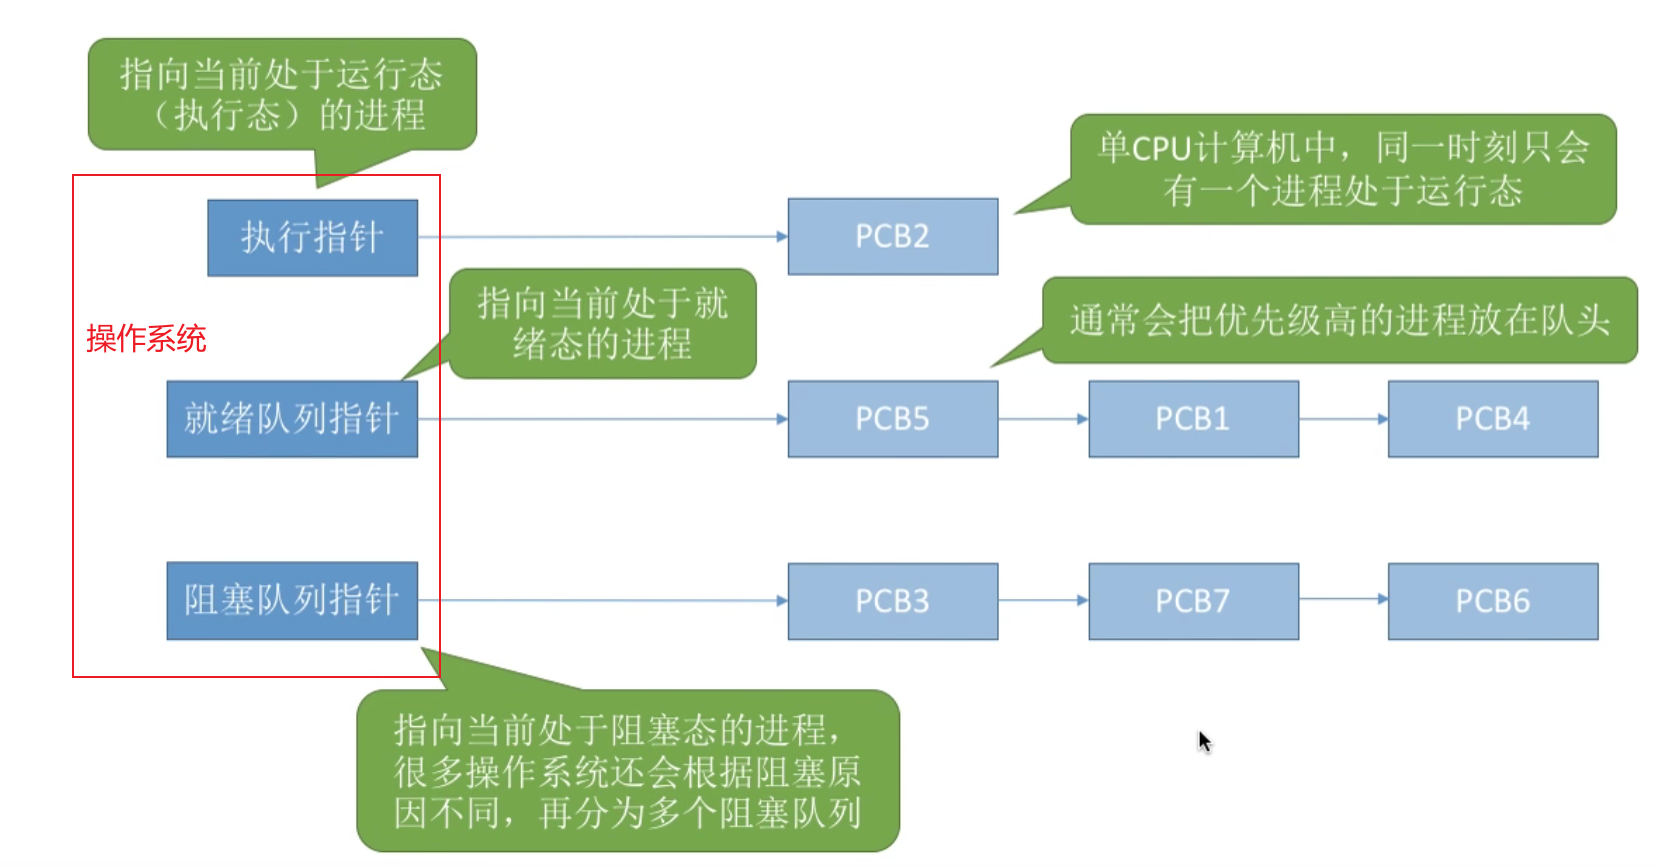 指向当前处于运行态
（执行态）的进程
单CPU计算机中，同一时刻只会
有一个进程处于运行态
执行指针
PCB2
指向当前处于就
绪态的进程
通常会把优先级高的进程放在队头
操作系统
就绪队列指针
PCB5
PCB1
PCB4
阻塞队列指针
PCB3
PCB7
PCB6
指向当前处于阻塞态的进程，
很多操作系统还会根据阻塞原
因不同，再分为多个阻塞队列